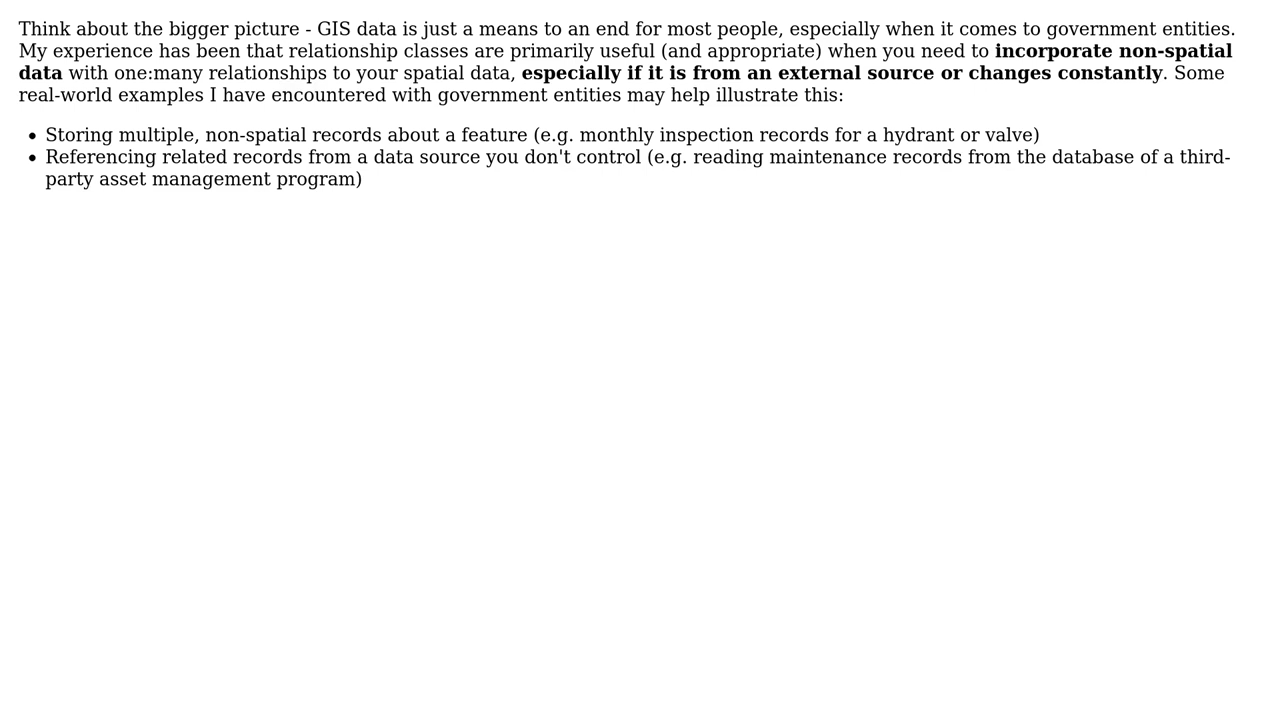 Think about the bigger picture - GIS data is just a means to an end for most people, especially when it comes to government entities.
My experience has been that relationship classes are primarily useful (and appropriate) when you need to incorporate non-spatial
data with one:many relationships to your spatial data, especially if it is from an external source or changes constantly. Some
real-world examples I have encountered with government entities may help illustrate this:
• Storing multiple, non-spatial records about a feature (e.g. monthly inspection records for a hydrant or valve)
• Referencing related records from a data source you don't control (e.g. reading maintenance records from the database of a third-
party asset management program)